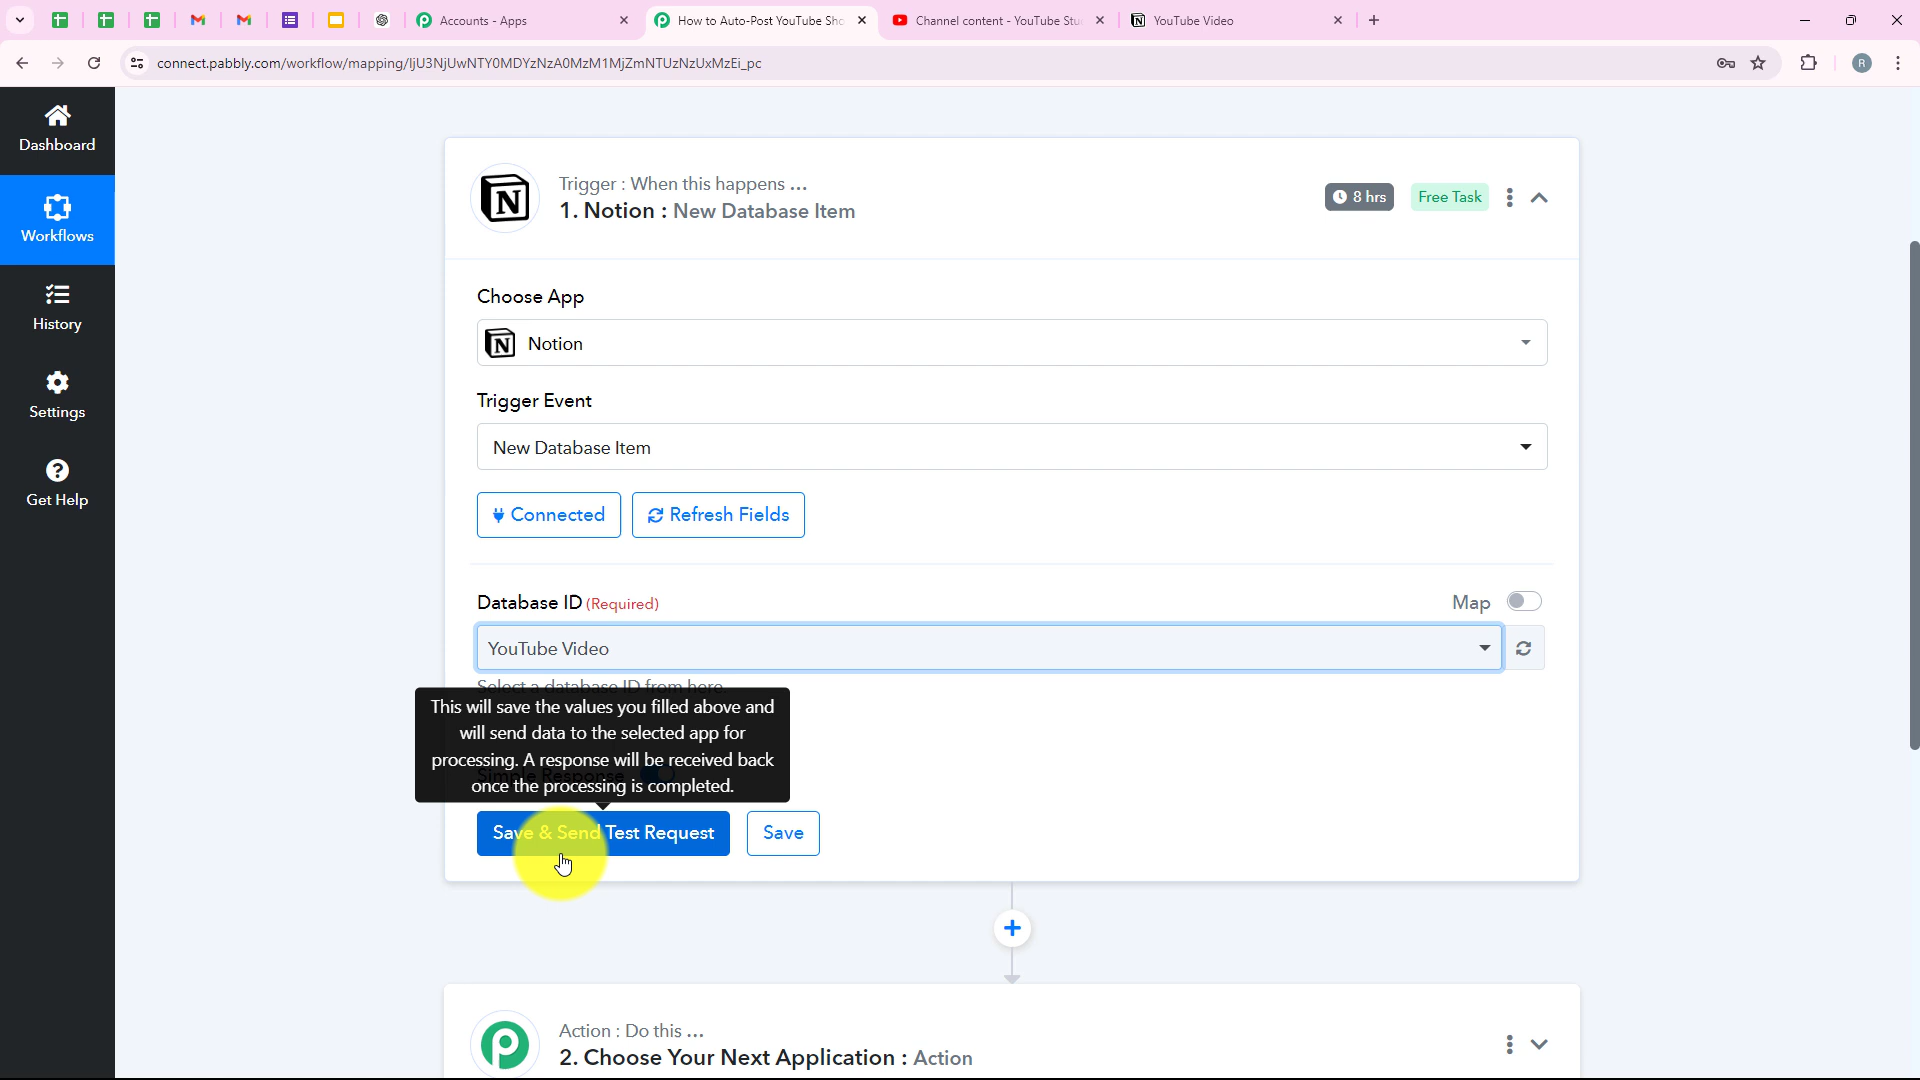 Accounts - Apps
How to Auto-Post YouTube Sho
Channel content - YouTube Stu
YouTube Video
connect.pabbly.com/workflow/mapping/IjU3NjUwNTY0MDYzNzA0MzM1MjZmNTUzNzUxMzEi_pc
R
Dashboard
Workflows
History
Settings
Get Help
Trigger : When this happens ...
1. Notion : New Database Item
8 hrs
Free Task
Choose App
Notion
Trigger Event
New Database Item
Connected
Refresh Fields
Database ID (Required)
Map
YouTube Video
Select a database ID from here.
This will save the values you filled above and
will send data to the selected app for
processing. A response will be received back
once the processing is completed.
Simple Response
Save & Send Test Request
Save
Action : Do this ...
2. Choose Your Next Application : Action